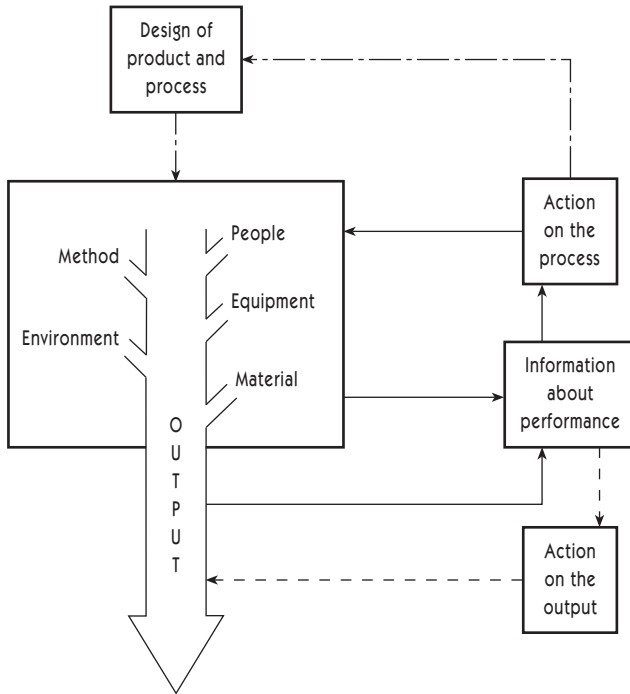 Design of
product and
process
Action
on the
process
People
Method
Equipment
Environment
Material
Information
about
performance
O
U
T
P
U
T
Action
on the
output